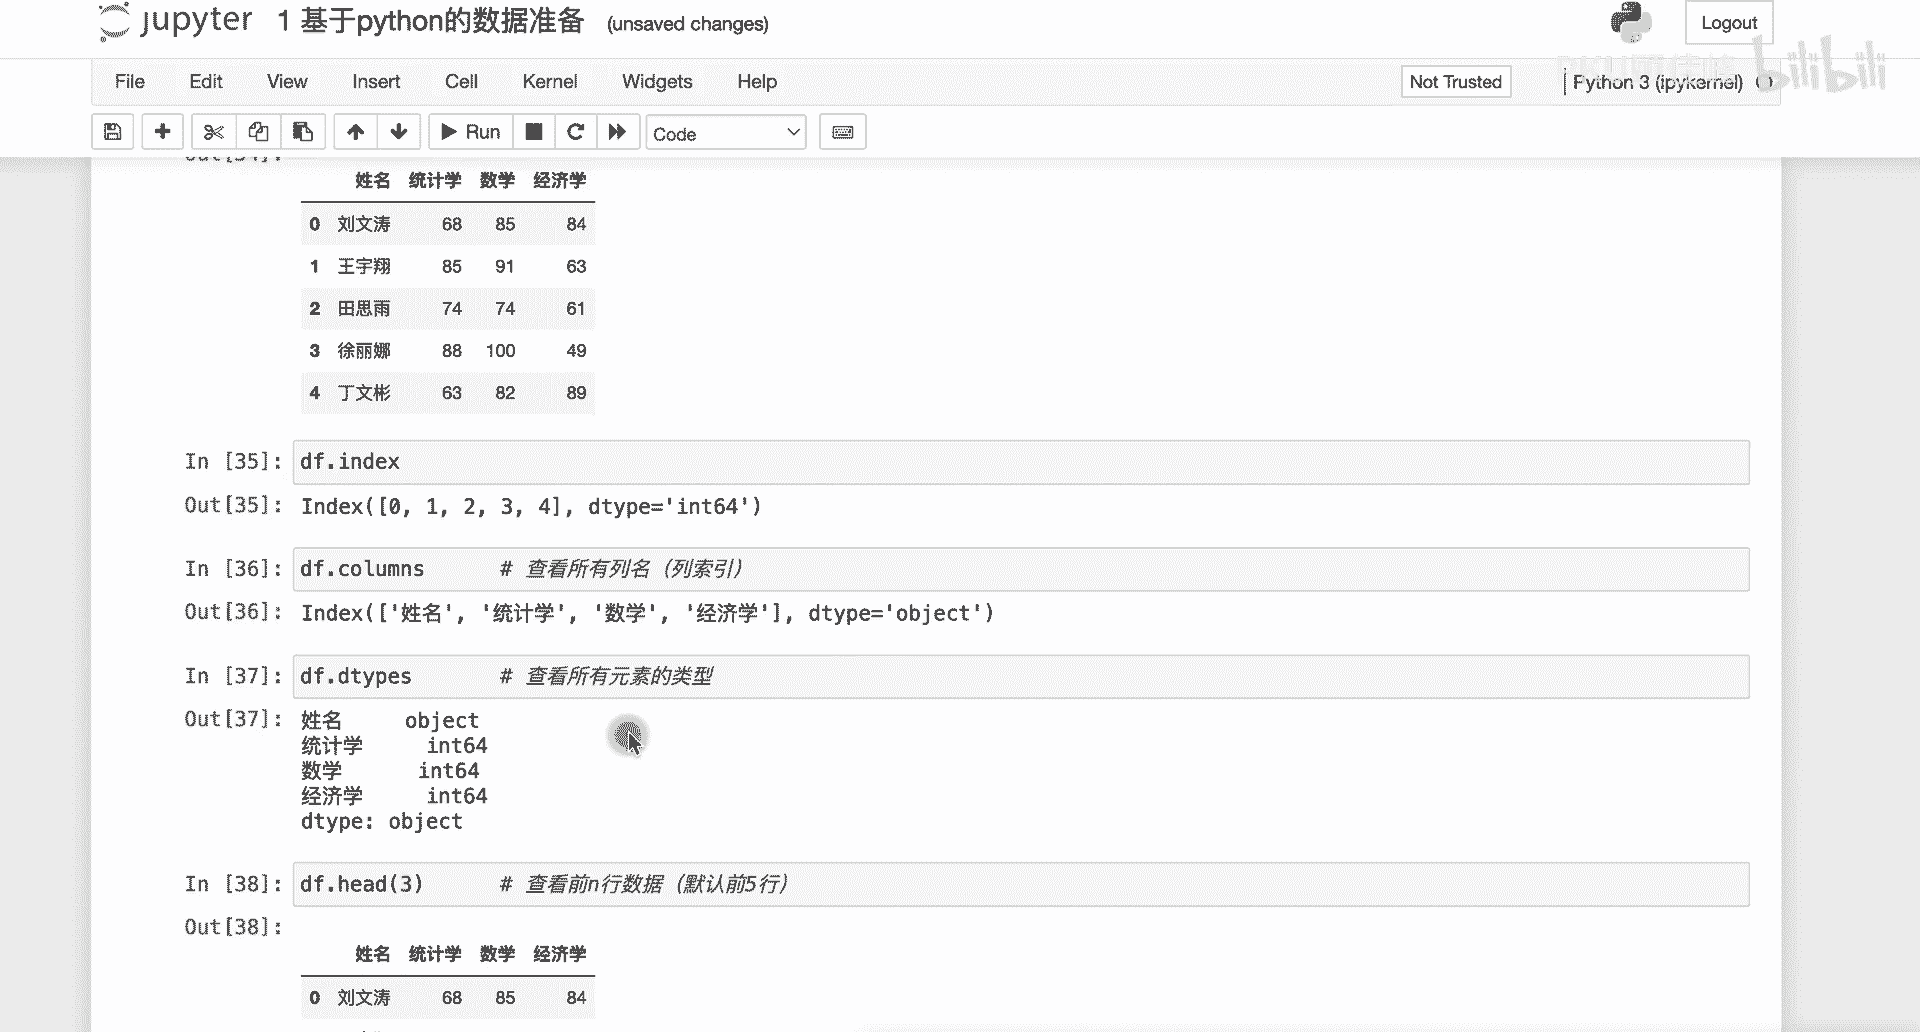 jupyter 1 基于python的数据准备 (unsaved changes)
Logout
File Edit View Insert Cell Kernel Widgets Help
Not Trusted
Python 3 (ipykernel)
bilibili
Run
Code
姓名 统计学 数学 经济学
0 刘文涛 68 85 84
1 王宇翔 85 91 63
2 田思雨 74 74 61
3 徐丽娜 88 100 49
4 丁文彬 63 82 89
In [35]: df.index
Out[35]: Index([0, 1, 2, 3, 4], dtype='int64')
In [36]: df.columns # 查看所有列名（列索引）
Out[36]: Index(['姓名', '统计学', '数学', '经济学'], dtype='object')
In [37]: df.dtypes # 查看所有元素的类型
Out[37]: 姓名 object
统计学 int64
数学 int64
经济学 int64
dtype: object
In [38]: df.head(3) # 查看前n行数据（默认前5行）
Out[38]:
姓名 统计学 数学 经济学
0 刘文涛 68 85 84